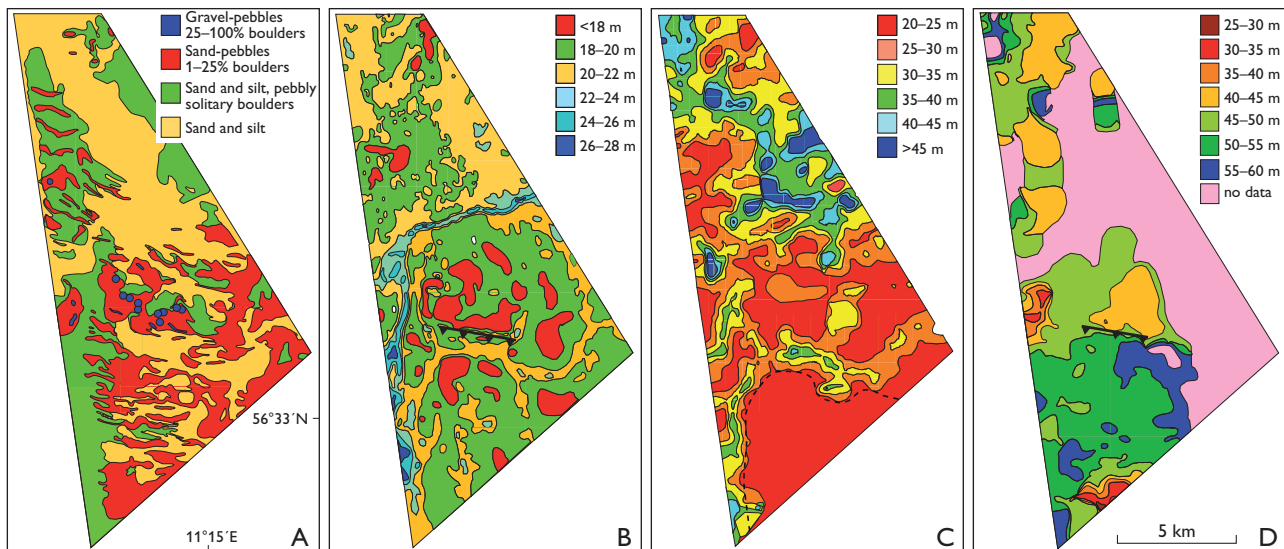 Gravel-pebbles
25–100% boulders
Sand-pebbles
1–25% boulders
Sand and silt, pebbly
solitary boulders
Sand and silt
56°33´N
11°15´E
A
<18 m
18–20 m
20–22 m
22–24 m
24–26 m
26–28 m
B
20–25 m
25–30 m
30–35 m
35–40 m
40–45 m
>45 m
C
25–30 m
30–35 m
35–40 m
40–45 m
45–50 m
50–55 m
55–60 m
no data
5 km
D